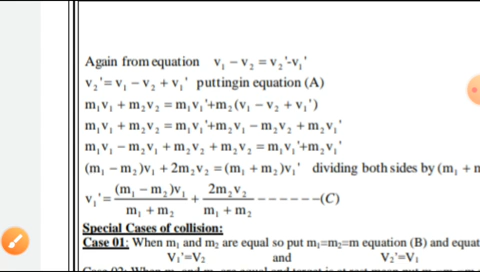 Again from equation v₁ − v₂ = v₂'-v₁'
v₂'= v₁ − v₂ + v₁' puttingin equation (A)
m₁v₁ + m₂v₂ = m₁v₁'+m₂(v₁ − v₂ + v₁')
m₁v₁ + m₂v₂ = m₁v₁'+m₂v₁ − m₂v₂ + m₂v₁'
m₁v₁ − m₂v₁ + m₂v₂ + m₂v₂ = m₁v₁'+m₂v₁'
(m₁ − m₂)v₁ + 2m₂v₂ = (m₁ + m₂)v₁' dividing both sides by (m₁ +
v₁'= (m₁ − m₂)v₁ / m₁ + m₂ + 2m₂v₂ / m₁ + m₂ − − − − − −(C)
Special Cases of collision:
Case 01: When m₁ and m₂ are equal so put m₁=m₂=m equation (B) and equat
V₁'=V₂ and V₂'=V₁